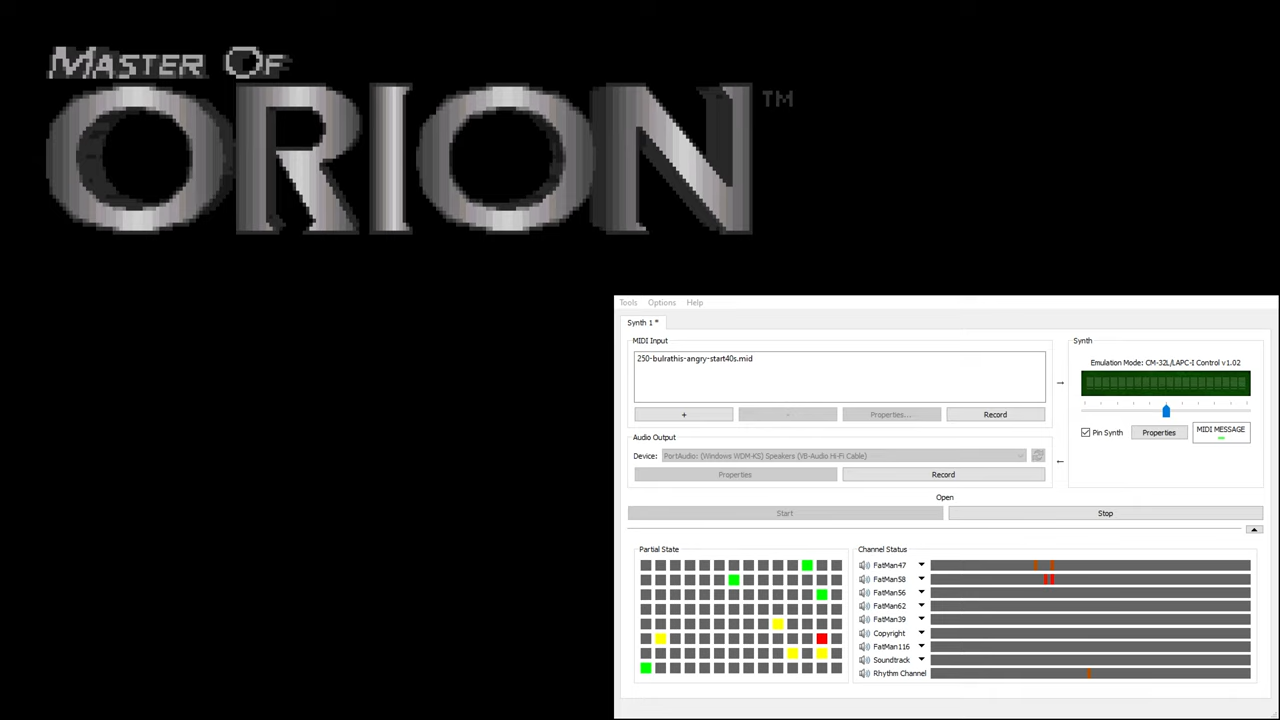 MASTER OF
ORION™
Tools Options Help
Synth 1 *
MIDI Input
250-bulrathis-angry-start40s.mid
+ - Properties... Record
Synth
Emulation Mode: CM-32L/LAPC-I Control v1.02
Pin Synth Properties MIDI MESSAGE
Audio Output
Device: PortAudio: (Windows WDM-KS) Speakers (VB-Audio Hi-Fi Cable)
Properties Record
Open
Start Stop
Partial State
Channel Status
FatMan47
FatMan58
FatMan56
FatMan62
FatMan39
Copyright
FatMan116
Soundtrack
Rhythm Channel